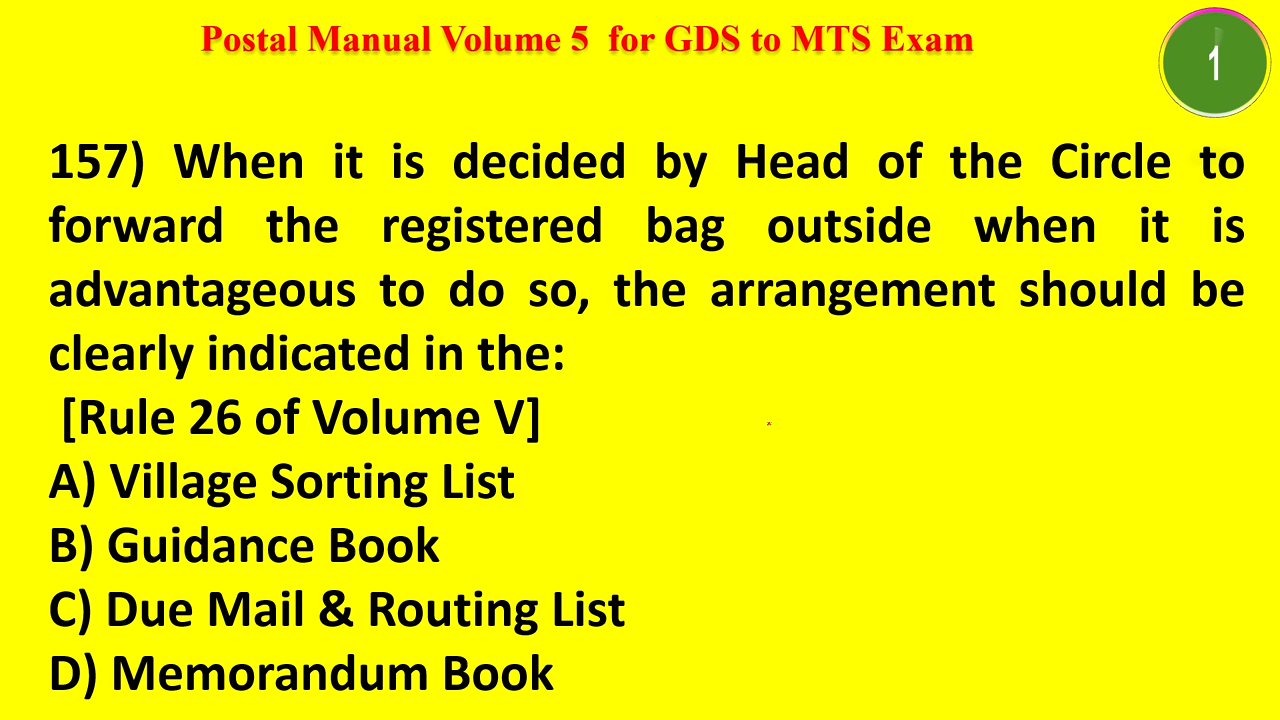 Postal Manual Volume 5 for GDS to MTS Exam
1
157) When it is decided by Head of the Circle to
forward the registered bag outside when it is
advantageous to do so, the arrangement should be
clearly indicated in the:
[Rule 26 of Volume V]
A) Village Sorting List
B) Guidance Book
C) Due Mail & Routing List
D) Memorandum Book